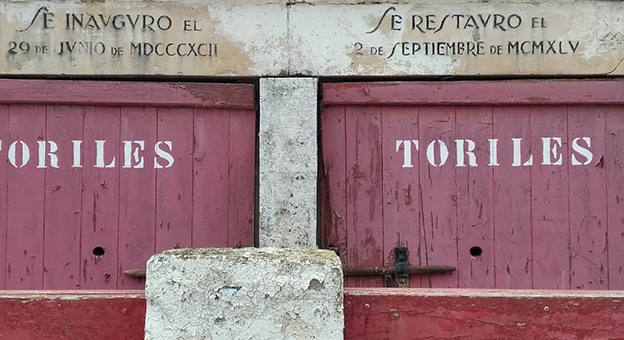 SE INAVGVRO EL
29 DE JVNIO DE MDCCCXCII
SE RESTAVRO EL
2 DE SEPTIEMBRE DE MCMXLV
TORILES
TORILES